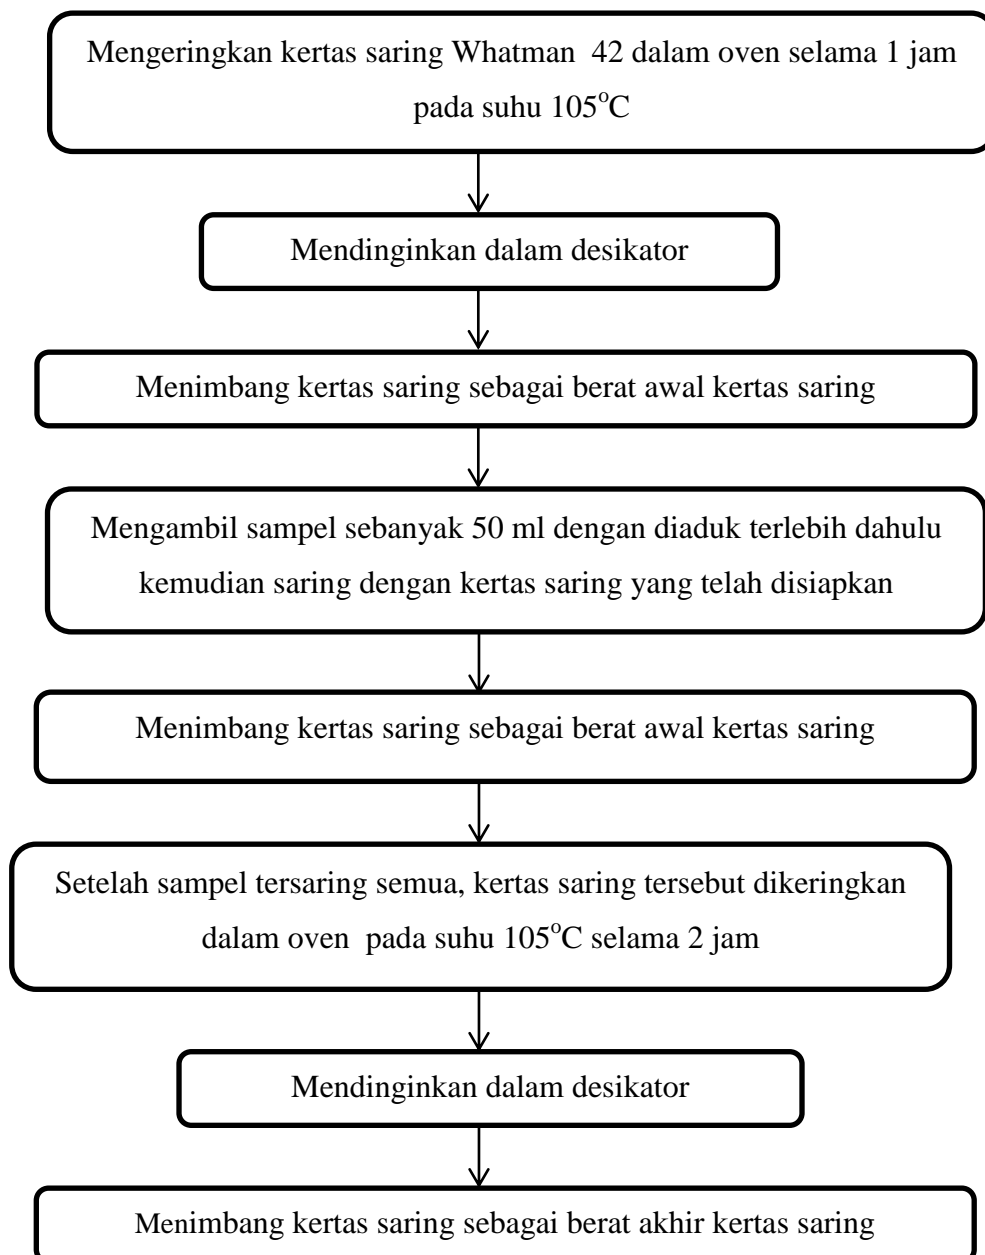 Mengeringkan kertas saring Whatman  42 dalam oven selama 1 jam
pada suhu 105°C
Mendinginkan dalam desikator
Menimbang kertas saring sebagai berat awal kertas saring
Mengambil sampel sebanyak 50 ml dengan diaduk terlebih dahulu
kemudian saring dengan kertas saring yang telah disiapkan
Menimbang kertas saring sebagai berat awal kertas saring
Setelah sampel tersaring semua, kertas saring tersebut dikeringkan
dalam oven  pada suhu 105°C selama 2 jam
Mendinginkan dalam desikator
Menimbang kertas saring sebagai berat akhir kertas saring